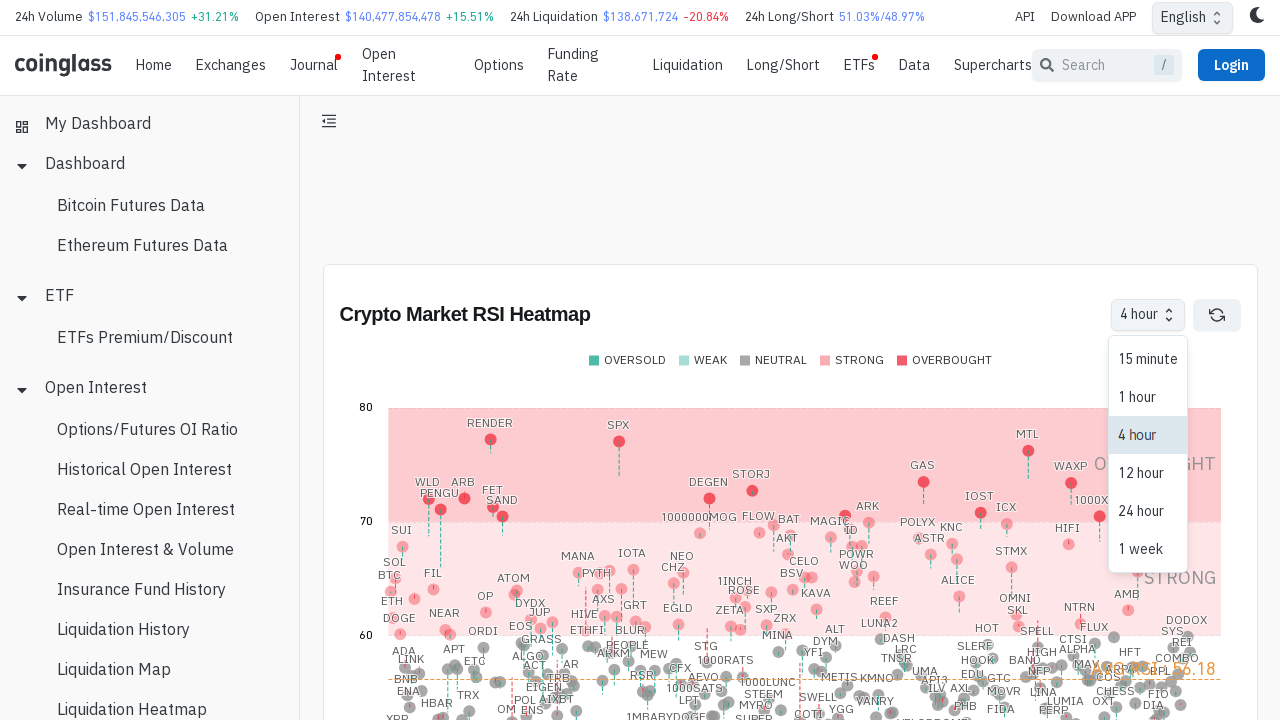 24h Volume $151,845,546,305 +31.21% Open Interest $140,477,854,478 +15.51% 24h Liquidation $138,671,724 -20.84% 24h Long/Short 51.03%/48.97% API Download APP English
coinglass Home Exchanges Journal Open Interest Options Funding Rate Liquidation Long/Short ETFs Data Supercharts Search / Login
My Dashboard
Dashboard
Bitcoin Futures Data
Ethereum Futures Data
ETF
ETFs Premium/Discount
Open Interest
Options/Futures OI Ratio
Historical Open Interest
Real-time Open Interest
Open Interest & Volume
Insurance Fund History
Liquidation History
Liquidation Map
Liquidation Heatmap
Crypto Market RSI Heatmap
4 hour
15 minute
1 hour
4 hour
12 hour
24 hour
1 week
OVERSOLD WEAK NEUTRAL STRONG OVERBOUGHT
80
RENDER SPX MTL
WLD ARB DEGEN STORJ GAS WAXP
PENGU FET SAND ARK IOST ICX
70
SUI 1000000MOG FLOW BAT MAGIC ID POLYX KNC HIFI
SOL MANA IOTA NEO AKT POWR ASTR STMX
BTC FIL PYTH CHZ BSV CELO WOO STRONG
ETH ATOM AXS 1INCH ROSE KAVA ALICE AMB
DOGE NEAR OP DYDX JUP HIVE GRT EGLD ZETA SXP ZRX REEF OMNI SKL NTRN
60
ORDI EOS ETHFI BLUR MINA ALT LUNA2 HOT SPELL FLUX DODOX SYS
ADA LINK APT ETC ALGO GRASS ACT AR PEOPLE ARKM MEW STG 1000RATS YFI DYM DASH LRC TNSR SLERF HOOK HIGH CTSI ALPHA HFT REI COMBO
BNB ENA TRX EIGEN TRB RSR CFX AEVO 1000LUNC METIS KMNO UMA API3 EDU GTC BAND NFP MAV
HBAR OM POL AIXBT ENS 1000SATS LPT STEEM MYRO SWELL VANRY YGG ILV AXL PHB MOVR FIDA LINA LUMIA CHESS OXT FIO DIA
XRP 1MBABYDOGE SUPER COTI PERP